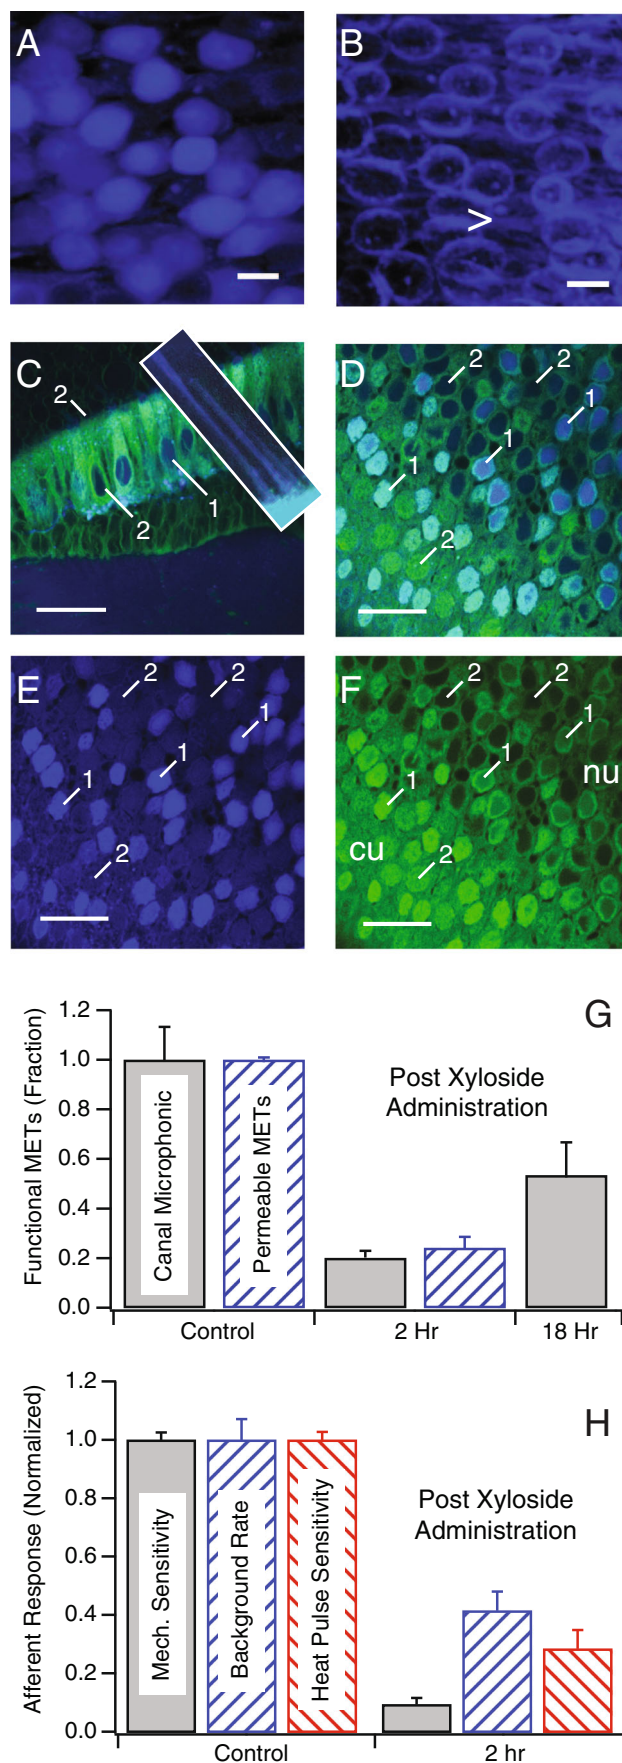 A
B
>
C
2
1
2
D
2
2
1
1
1
2
E
2
2
1
1
1
2
F
2
2
1
1
1
2
nu
cu
G
Functional METs (Fraction)
1.2
1.0
0.8
0.6
0.4
0.2
0.0
Canal Microphonic
Permeable METs
Post Xyloside
Administration
Control
2 Hr
18 Hr
H
Afferent Response (Normalized)
1.2
1.0
0.8
0.6
0.4
0.2
0.0
Mech. Sensitivity
Background Rate
Heat Pulse Sensitivity
Post Xyloside
Administration
Control
2 hr